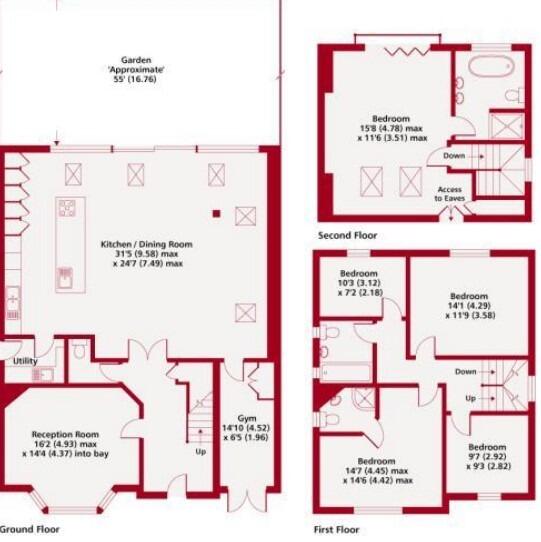 Garden
'Approximate'
55' (16.76)
Kitchen / Dining Room
31'5 (9.58) max
x 24'7 (7.49) max
Utility
Reception Room
16'2 (4.93) max
x 14'4 (4.37) into bay
Up
Gym
14'10 (4.52)
x 6'5 (1.96)
Ground Floor
Bedroom
15'8 (4.78) max
x 11'6 (3.51) max
Down
Access
to Eaves
Second Floor
Bedroom
10'3 (3.12)
x 7'2 (2.18)
Bedroom
14'1 (4.29)
x 11'9 (3.58)
Down
Up
Bedroom
14'7 (4.45) max
x 14'6 (4.42) max
Bedroom
9'7 (2.92)
x 9'3 (2.82)
First Floor